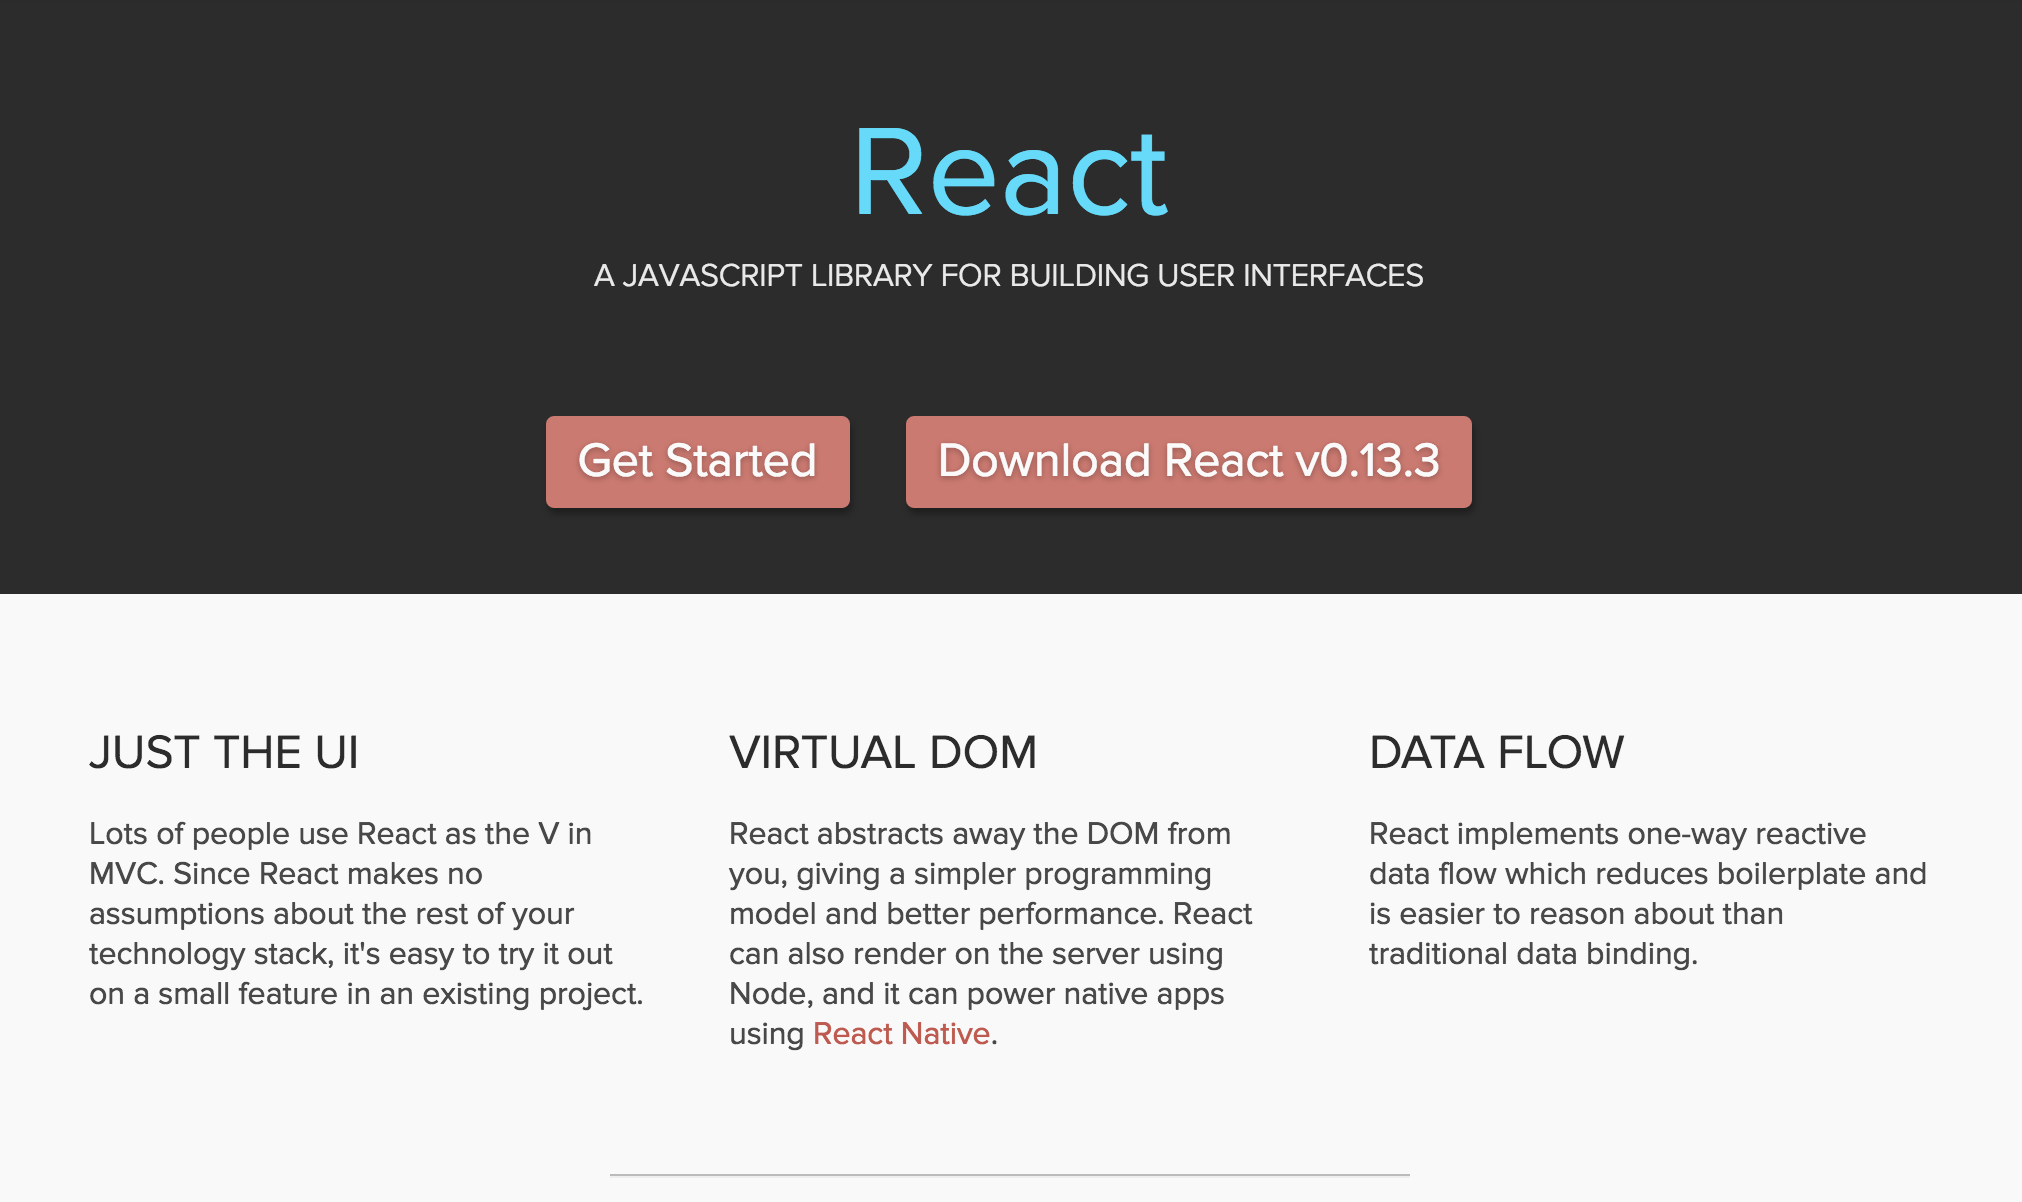 React
A JAVASCRIPT LIBRARY FOR BUILDING USER INTERFACES
Get Started
Download React v0.13.3
JUST THE UI
Lots of people use React as the V in
MVC. Since React makes no
assumptions about the rest of your
technology stack, it's easy to try it out
on a small feature in an existing project.
VIRTUAL DOM
React abstracts away the DOM from
you, giving a simpler programming
model and better performance. React
can also render on the server using
Node, and it can power native apps
using React Native.
DATA FLOW
React implements one-way reactive
data flow which reduces boilerplate and
is easier to reason about than
traditional data binding.